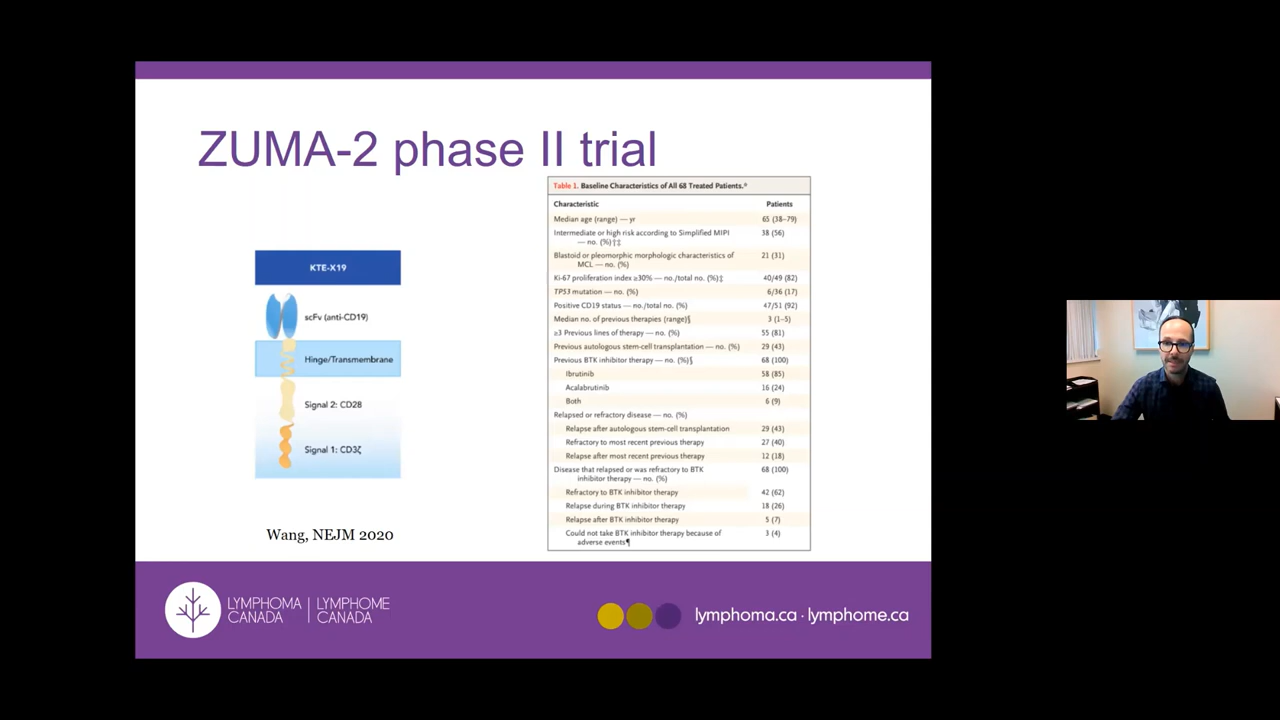 ZUMA-2 phase II trial
KTE-X19
scFv (anti-CD19)
Hinge/Transmembrane
Signal 2: CD28
Signal 1: CD3ζ
Wang, NEJM 2020
Table 1. Baseline Characteristics of All 68 Treated Patients.*
Characteristic Patients
Median age (range) — yr 65 (38–79)
Intermediate or high risk according to Simplified MIPI 38 (56)
— no. (%)†‡
Blastoid or pleomorphic morphologic characteristics of 21 (31)
MCL — no. (%)
Ki-67 proliferation index ≥30% — no./total no. (%)‡ 40/49 (82)
TP53 mutation — no. (%) 6/36 (17)
Positive CD19 status — no./total no. (%) 47/51 (92)
Median no. of previous therapies (range)§ 3 (1–5)
≥3 Previous lines of therapy — no. (%) 55 (81)
Previous autologous stem-cell transplantation — no. (%) 29 (43)
Previous BTK inhibitor therapy — no. (%)§ 68 (100)
Ibrutinib 58 (85)
Acalabrutinib 16 (24)
Both 6 (9)
Relapsed or refractory disease — no. (%)
Relapse after autologous stem-cell transplantation 29 (43)
Refractory to most recent previous therapy 27 (40)
Relapse after most recent previous therapy 12 (18)
Disease that relapsed or was refractory to BTK 68 (100)
inhibitor therapy — no. (%)
Refractory to BTK inhibitor therapy 42 (62)
Relapse during BTK inhibitor therapy 18 (26)
Relapse after BTK inhibitor therapy 5 (7)
Could not take BTK inhibitor therapy because of 3 (4)
adverse events¶
LYMPHOMA CANADA
LYMPHOME CANADA
lymphoma.ca · lymphome.ca